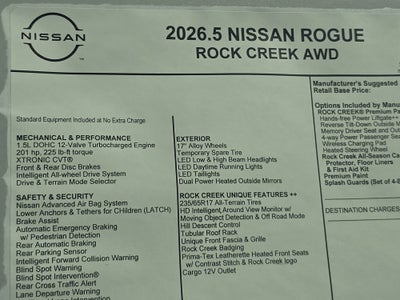 NISSAN
2026.5 NISSAN ROGUE
ROCK CREEK AWD
Standard Equipment Included at No Extra Charge
MECHANICAL & PERFORMANCE
1.5L DOHC 12-Valve Turbocharged Engine
201 hp, 225 lb-ft torque
XTRONIC CVT®
Front & Rear Disc Brakes
Intelligent All-wheel Drive System
Drive & Terrain Mode Selector
SAFETY & SECURITY
Nissan Advanced Air Bag System
Lower Anchors & Tethers for CHildren (LATCH)
Brake Assist
Automatic Emergency Braking
w/ Pedestrian Detection
Rear Automatic Braking
Rear Parking Sensor
Intelligent Forward Collision Warning
Blind Spot Warning
Blind Spot Intervention®
Rear Cross Traffic Alert
Lane Departure Warning
EXTERIOR
17" Alloy Wheels
Temporary Spare Tire
LED Low & High Beam Headlights
LED Daytime Running Lights
LED Taillights
Dual Power Heated Outside Mirrors
ROCK CREEK UNIQUE FEATURES ++
235/65R17 All-Terrain Tires
HD Intelligent Around View Monitor w/
Moving Object Detection & Off Road Mode
Hill Descent Control
Tubular Roof Rack
Unique Front Fascia & Grille
Rock Creek Badging
Prima-Tex Leatherette Heated Front Seats
w/ Contrast Stitch & Rock Creek logo
Cargo 12V Outlet
Manufacturer's Suggested
Retail Base Price:
Options Included by Manu
ROCK CREEK® Premium Pa
Hands-free Power Liftgate++
Reverse Tilt-Down Outside M
Memory Driver Seat and Out
4-way Power Passenger Sea
Wireless Charging Pad
Heated Steering Wheel
Rock Creek All-Season Ca
Protector, Floor Liners
& First Aid Kit
Premium Paint
Splash Guards (Set of 4-
DESTINATION CHARGES